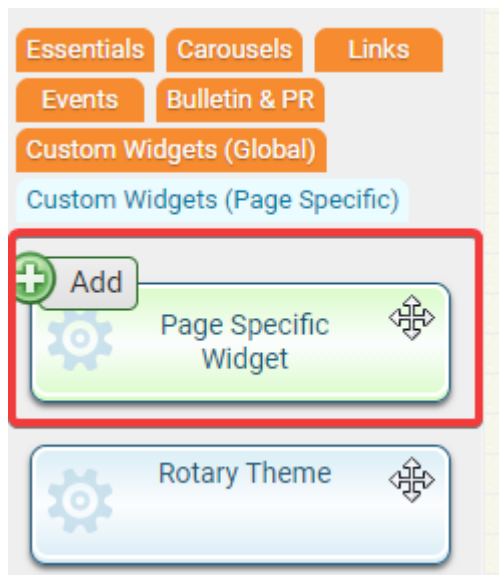 Essentials Carousels Links
Events Bulletin & PR
Custom Widgets (Global)
Custom Widgets (Page Specific)
Add
Page Specific
Widget
Rotary Theme